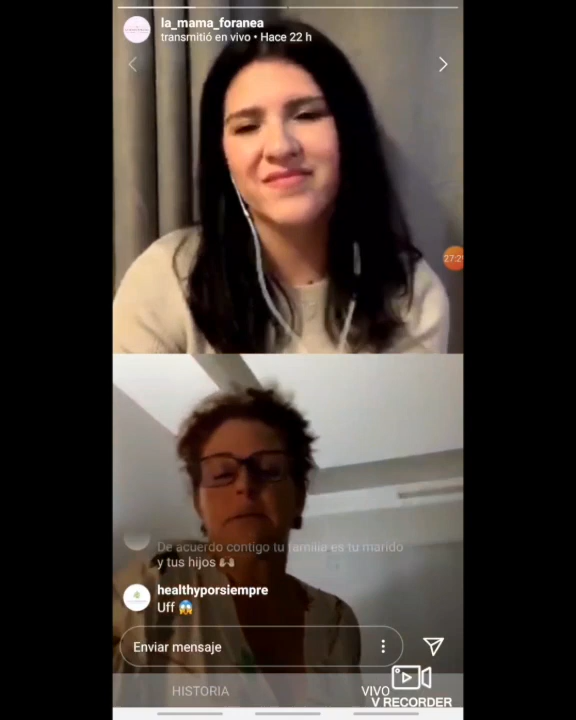 la_mama_foranea
transmitió en vivo • Hace 22 h
De acuerdo contigo tu familia es tu marido
y tus hijos 🙌
healthyporsiempre
Uff 😱
Enviar mensaje
HISTORIA
VIVO
V RECORDER